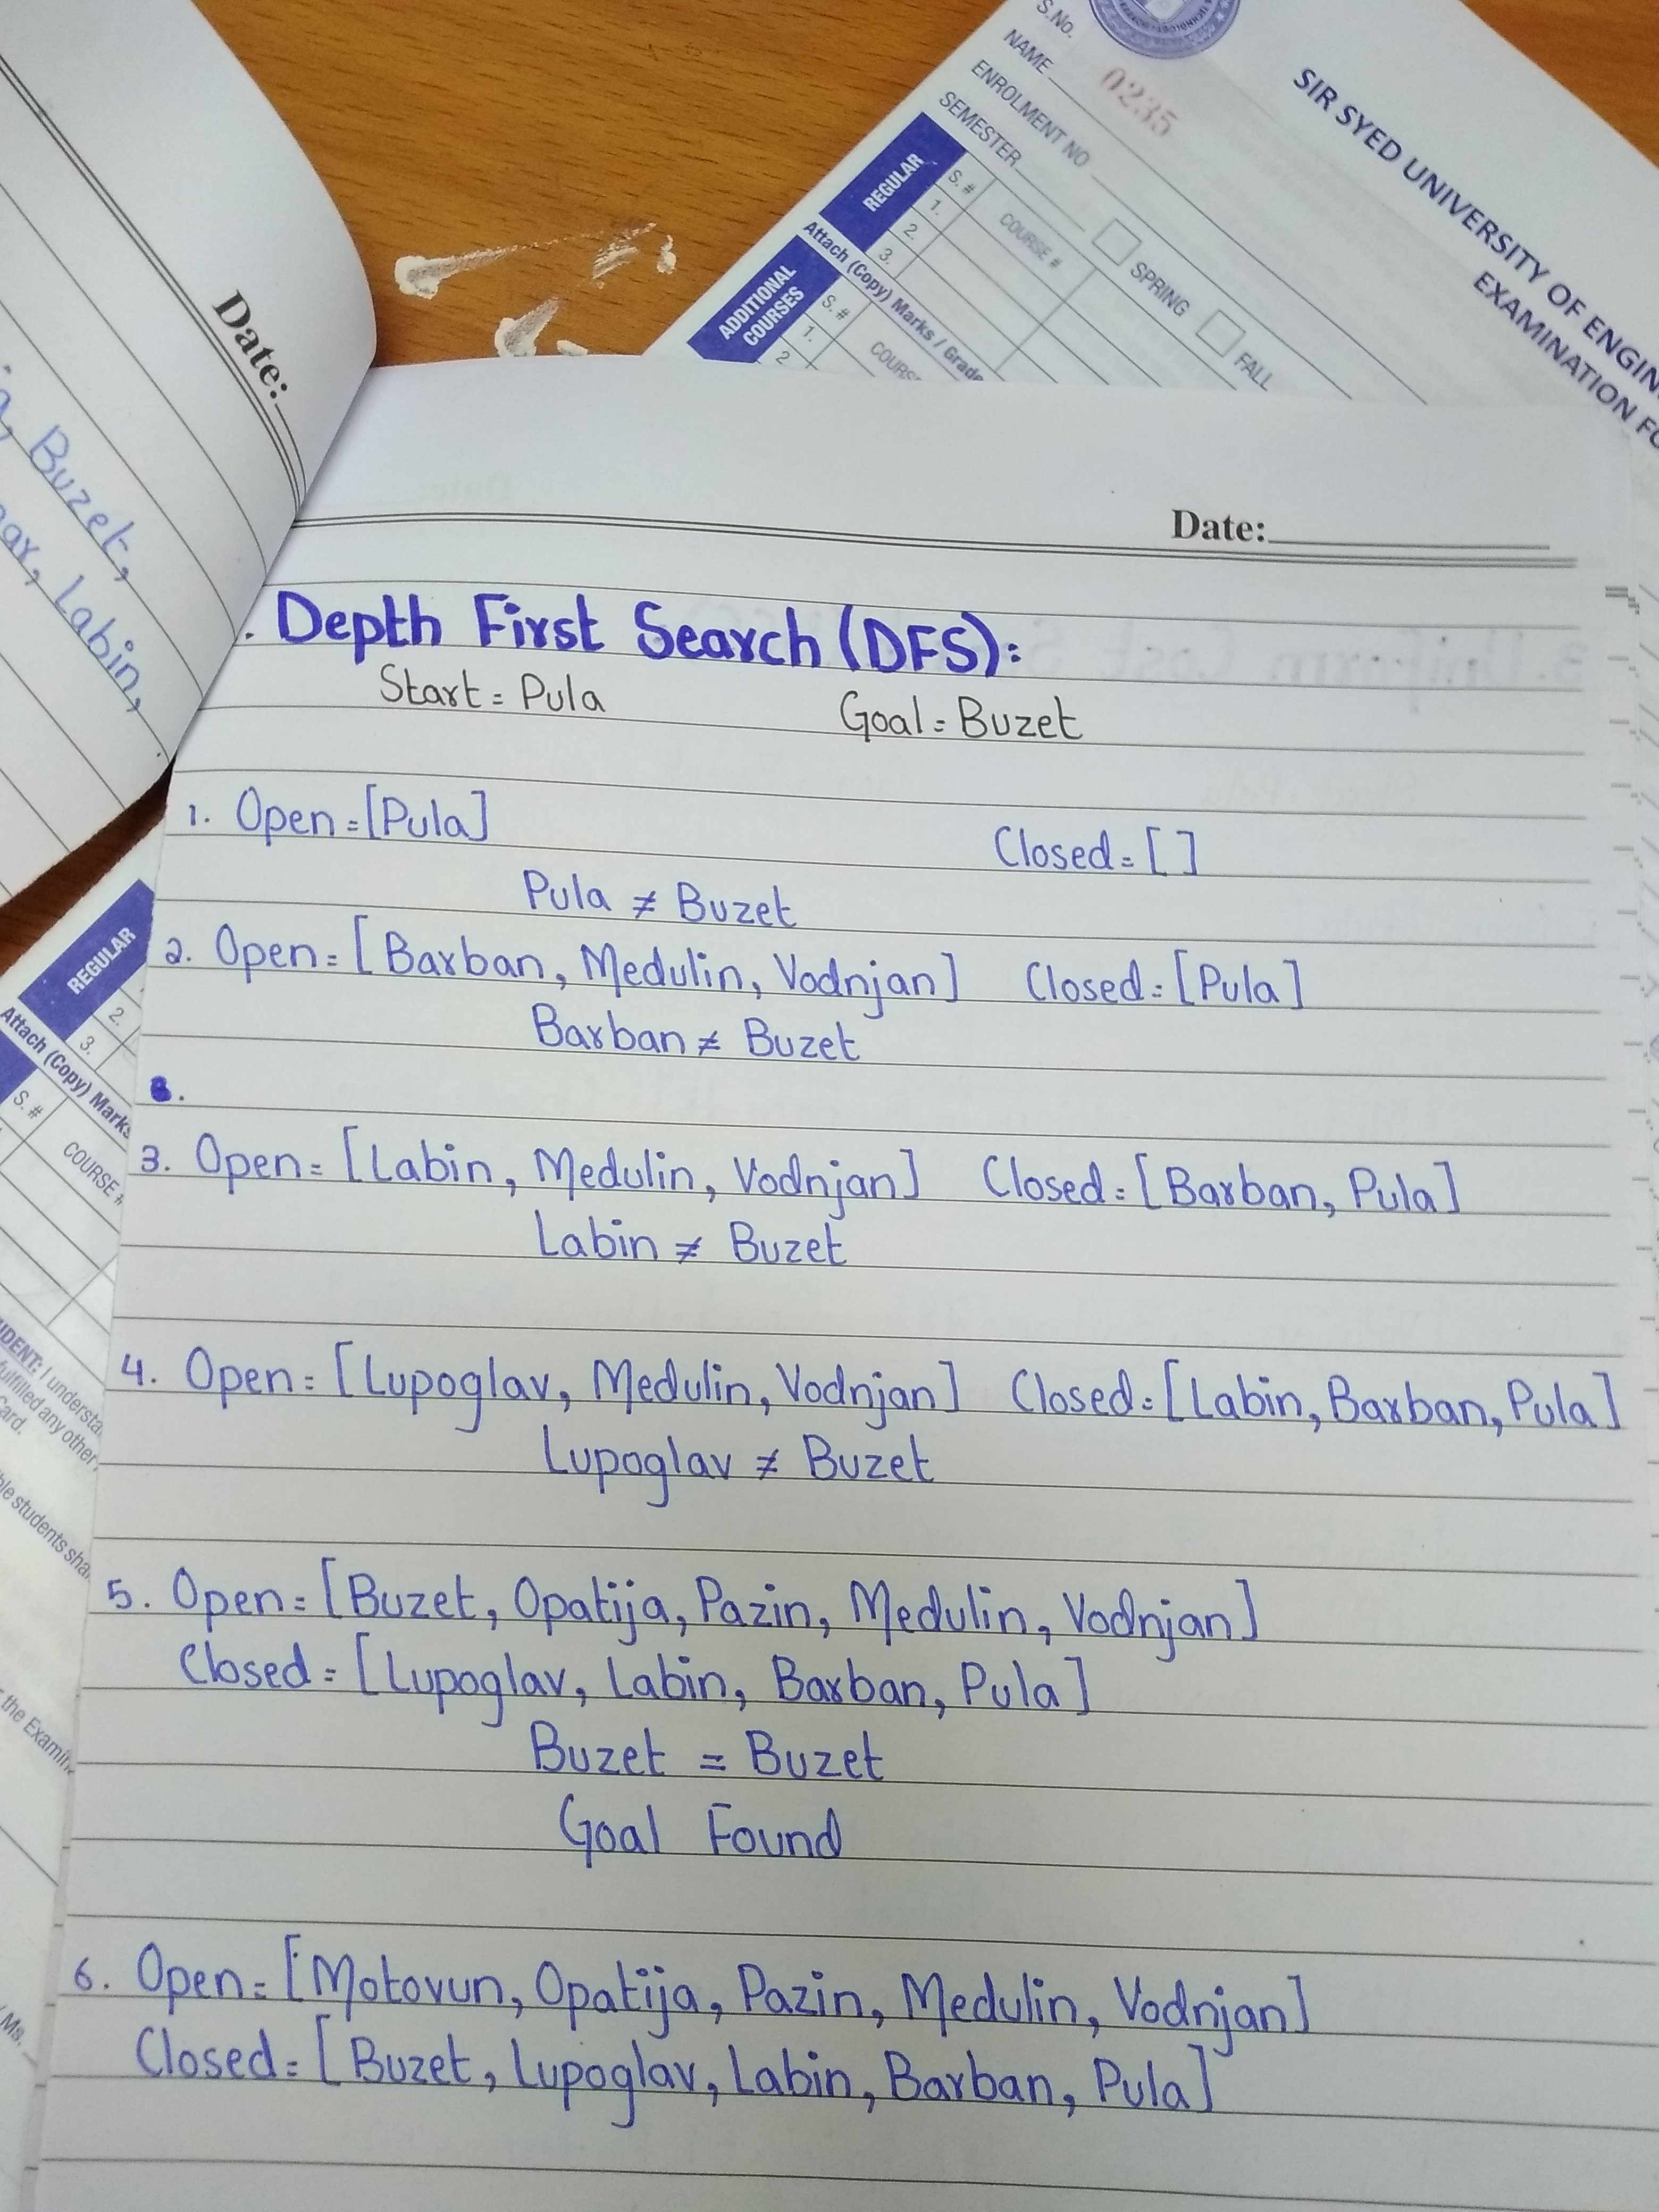 S.No.
0235
NAME
ENROLMENT NO
SEMESTER
SPRING
FALL
SIR SYED UNIVERSITY OF ENGIN
EXAMINATION FO
REGULAR
S. #
COURSE #
1.
2.
3.
Attach (Copy) Marks / Grade
ADDITIONAL
COURSES
S. #
COURS
1.
2
Date:
Buzet,
Labin,
Date:
. Depth First Search (DFS):
Start = Pula Goal = Buzet
1. Open = [Pula] Closed = [ ]
Pula ≠ Buzet
2. Open = [Barban, Medulin, Vodnjan] Closed = [Pula]
Barban ≠ Buzet
3. Open = [Labin, Medulin, Vodnjan] Closed = [Barban, Pula]
Labin ≠ Buzet
4. Open = [Lupoglav, Medulin, Vodnjan] Closed = [Labin, Barban, Pula]
Lupoglav ≠ Buzet
5. Open = [Buzet, Opatija, Pazin, Medulin, Vodnjan]
Closed = [Lupoglav, Labin, Barban, Pula]
Buzet = Buzet
Goal Found
6. Open = [Motovun, Opatija, Pazin, Medulin, Vodnjan]
Closed = [Buzet, Lupoglav, Labin, Barban, Pula]
REGULAR
2.
3.
Attach (Copy) Marks
S. #
COURSE #
UDENT: I understa
fulfilled any other
Card.
ble students sha
the Examin
Ms.